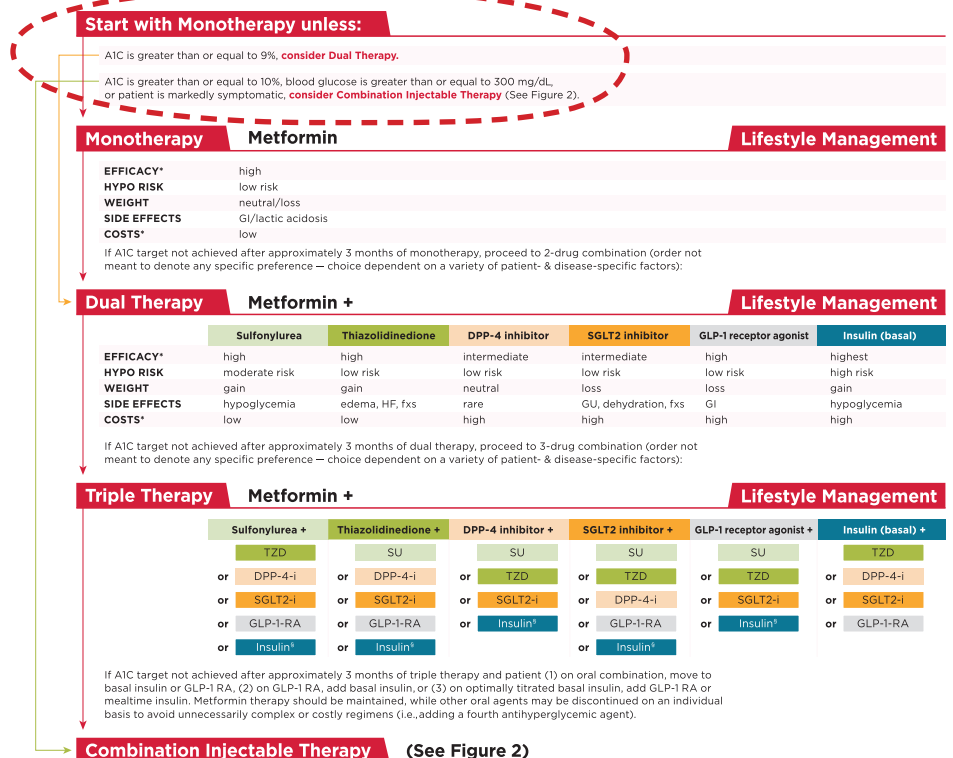 Start with Monotherapy unless:
A1C is greater than or equal to 9%, consider Dual Therapy.
A1C is greater than or equal to 10%, blood glucose is greater than or equal to 300 mg/dL,
or patient is markedly symptomatic, consider Combination Injectable Therapy (See Figure 2).
Monotherapy Metformin Lifestyle Management
EFFICACY* high
HYPO RISK low risk
WEIGHT neutral/loss
SIDE EFFECTS GI/lactic acidosis
COSTS* low
If A1C target not achieved after approximately 3 months of monotherapy, proceed to 2-drug combination (order not
meant to denote any specific preference — choice dependent on a variety of patient- & disease-specific factors):
Dual Therapy Metformin + Lifestyle Management
Sulfonylurea Thiazolidinedione DPP-4 inhibitor SGLT2 inhibitor GLP-1 receptor agonist Insulin (basal)
EFFICACY* high high intermediate intermediate high highest
HYPO RISK moderate risk low risk low risk low risk low risk high risk
WEIGHT gain gain neutral loss loss gain
SIDE EFFECTS hypoglycemia edema, HF, fxs rare GU, dehydration, fxs GI hypoglycemia
COSTS* low low high high high high
If A1C target not achieved after approximately 3 months of dual therapy, proceed to 3-drug combination (order not
meant to denote any specific preference — choice dependent on a variety of patient- & disease-specific factors):
Triple Therapy Metformin + Lifestyle Management
Sulfonylurea + Thiazolidinedione + DPP-4 inhibitor + SGLT2 inhibitor + GLP-1 receptor agonist + Insulin (basal) +
TZD SU SU SU SU TZD
or DPP-4-i or DPP-4-i or TZD or TZD or TZD or DPP-4-i
or SGLT2-i or SGLT2-i or SGLT2-i or DPP-4-i or SGLT2-i or SGLT2-i
or GLP-1-RA or GLP-1-RA or Insulin§ or GLP-1-RA or Insulin§ or GLP-1-RA
or Insulin§ or Insulin§ or Insulin§
If A1C target not achieved after approximately 3 months of triple therapy and patient (1) on oral combination, move to
basal insulin or GLP-1 RA, (2) on GLP-1 RA, add basal insulin, or (3) on optimally titrated basal insulin, add GLP-1 RA or
mealtime insulin. Metformin therapy should be maintained, while other oral agents may be discontinued on an individual
basis to avoid unnecessarily complex or costly regimens (i.e., adding a fourth antihyperglycemic agent).
Combination Injectable Therapy (See Figure 2)